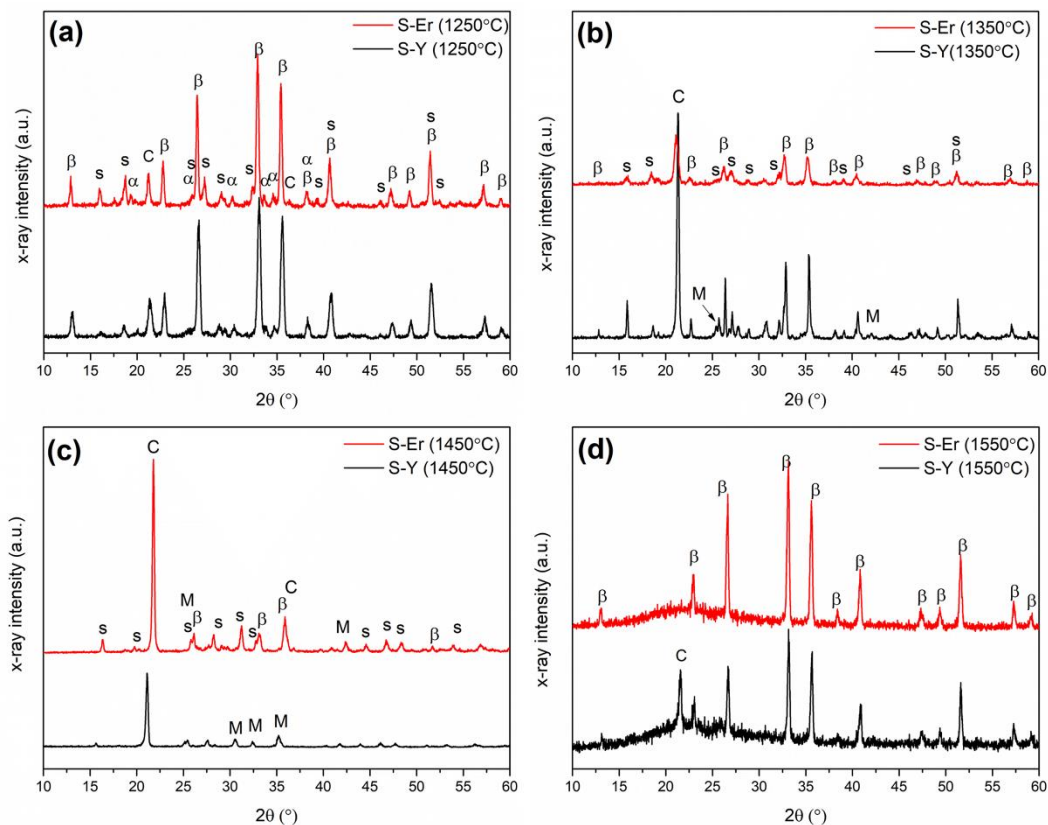 (a)
S-Er (1250°C)
S-Y (1250°C)
β s s α C β α s β s s α β α α β C α β s s β s β β s β s β β
x-ray intensity (a.u.)
10 15 20 25 30 35 40 45 50 55 60
2θ (°)
(b)
S-Er (1350°C)
S-Y(1350°C)
C
β s s β s β s s s β β β s β s β β s β β β
M M
x-ray intensity (a.u.)
10 15 20 25 30 35 40 45 50 55 60
2θ (°)
(c)
S-Er (1450°C)
S-Y (1450°C)
C
s s M s β s s s β β C M s s s β s
M M M
x-ray intensity (a.u.)
10 15 20 25 30 35 40 45 50 55 60
2θ (°)
(d)
S-Er (1550°C)
S-Y (1550°C)
β β β β β β β β β β β β
C
x-ray intensity (a.u.)
10 15 20 25 30 35 40 45 50 55 60
2θ (°)